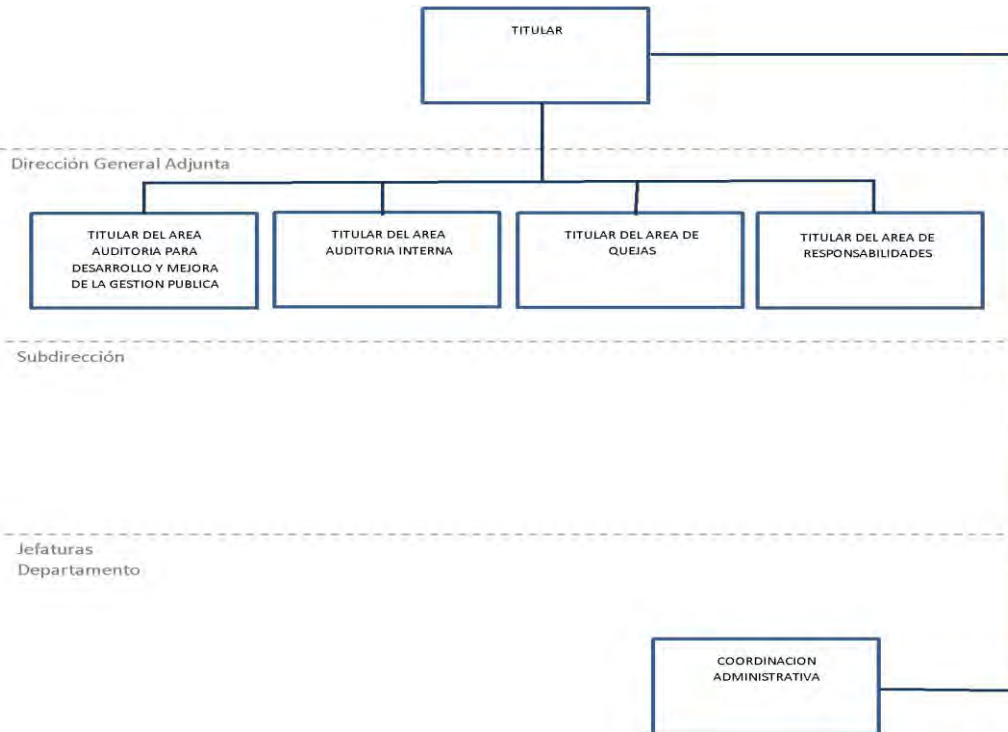 TITULAR
Dirección General Adjunta
TITULAR DEL AREA
AUDITORIA PARA
DESARROLLO Y MEJORA
DE LA GESTION PUBLICA
TITULAR DEL AREA
AUDITORIA INTERNA
TITULAR DEL AREA DE
QUEJAS
TITULAR DEL AREA DE
RESPONSABILIDADES
Subdirección
Jefaturas
Departamento
COORDINACION
ADMINISTRATIVA